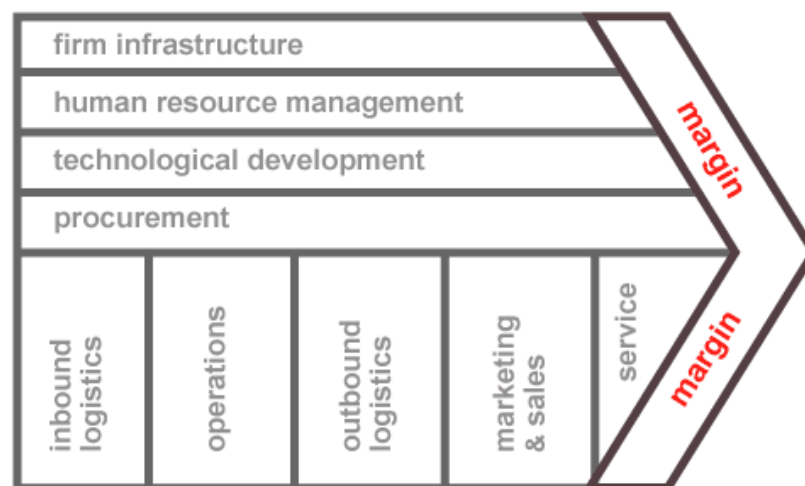 firm infrastructure
human resource management
technological development
procurement
inbound
logistics
operations
outbound
logistics
marketing
& sales
service
margin
margin